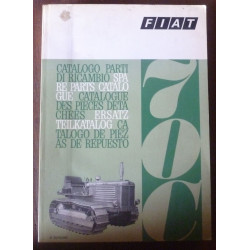 FIAT
CATALOGO PARTI
DI RICAMBIO SPA
RE PARTS CATALO
GUE CATALOGUE
DES PIECES DETA
CHEES ERSATZ
TEILKATALOG CA
TALOGO DE PIEZ
AS DE REPUESTO
70C